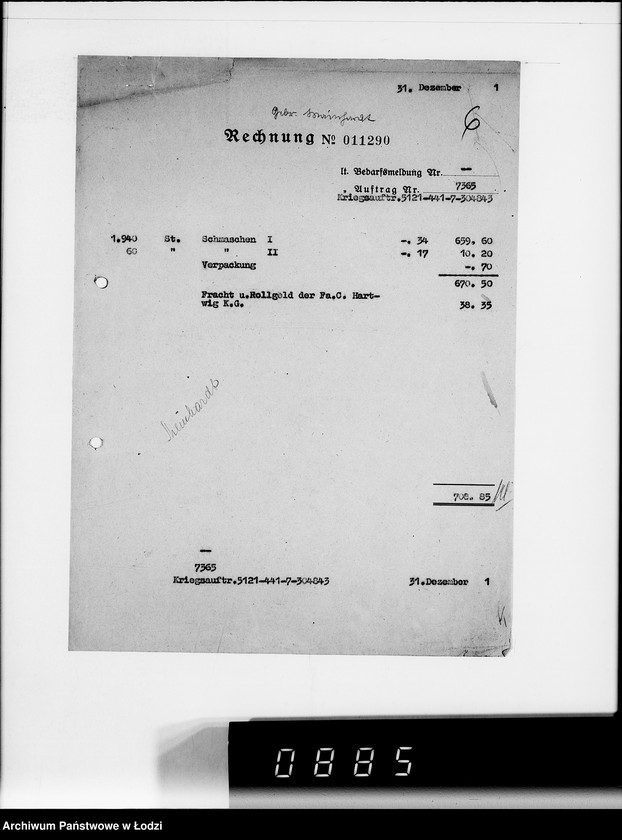 31. Dezember 1
Gebr. Meinhardt
6
Rechnung № 011290
lt. Bedarfsmeldung Nr. —
„ Auftrag Nr. 7365
Kriegsauftr.5121-441-7-304843
1.940 St. Schmaschen I -. 34 659. 60
60 " " II -. 17 10. 20
Verpackung -. 70
670. 50
Fracht u.Rollgeld der Fa.C. Hart-
wig K.G. 38. 35
Meinhardt
708. 85
—
7365
Kriegsauftr.5121-441-7-304843 31.Dezember 1
0885
Archiwum Państwowe w Łodzi